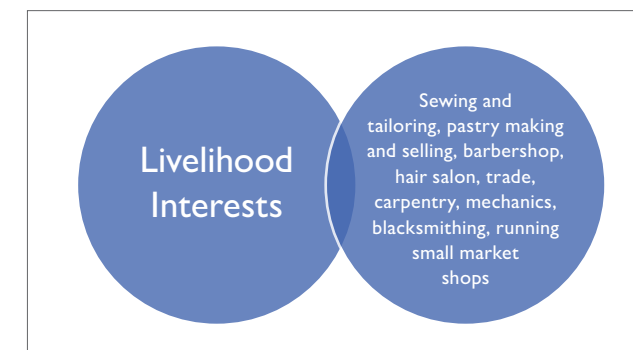 Livelihood
Interests
Sewing and
tailoring, pastry making
and selling, barbershop,
hair salon, trade,
carpentry, mechanics,
blacksmithing, running
small market
shops